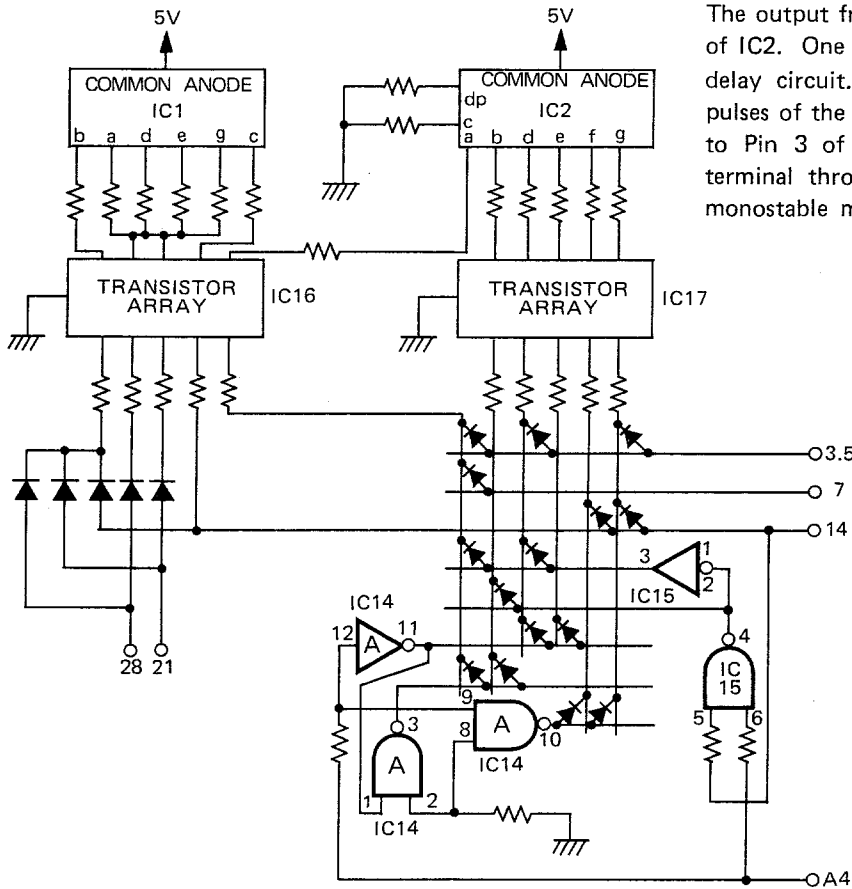 5V
5V
COMMON ANODE
IC1
b a d e g c
COMMON ANODE
dp
IC2
c
a b d e f g
The output
of IC2. One
delay circuit.
pulses of the
to Pin 3 of
terminal
monostable
TRANSISTOR
ARRAY
IC16
TRANSISTOR
ARRAY
IC17
3.5
7
14
3 1
2
IC15
IC14
12 A 11
4
IC
15
5 6
28 21
9
3
8 A 10
IC14
A
1 2
IC14
A4